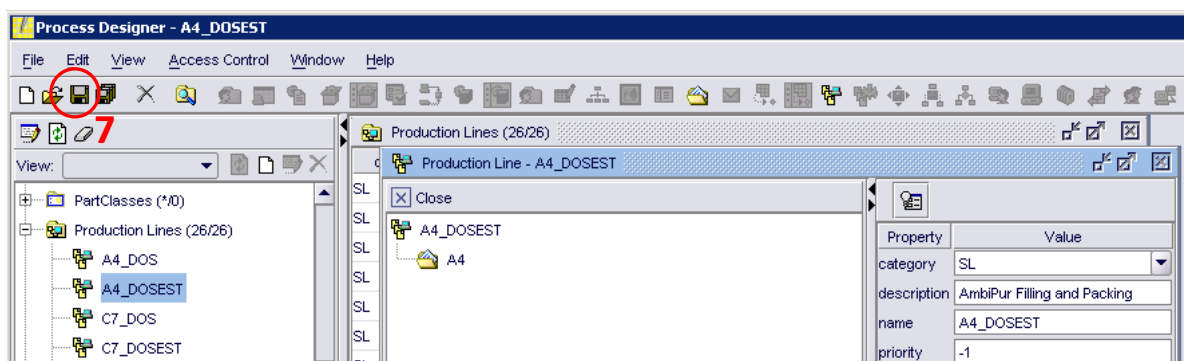 Process Designer - A4_DOSEST
File Edit View Access Control Window Help
7
View:
PartClasses (*/0)
Production Lines (26/26)
A4_DOS
A4_DOSEST
C7_DOS
C7_DOSEST
Production Lines (26/26)
SL
SL
SL
SL
SL
SL
Production Line - A4_DOSEST
Close
A4_DOSEST
A4
Property Value
category SL
description AmbiPur Filling and Packing
name A4_DOSEST
priority -1